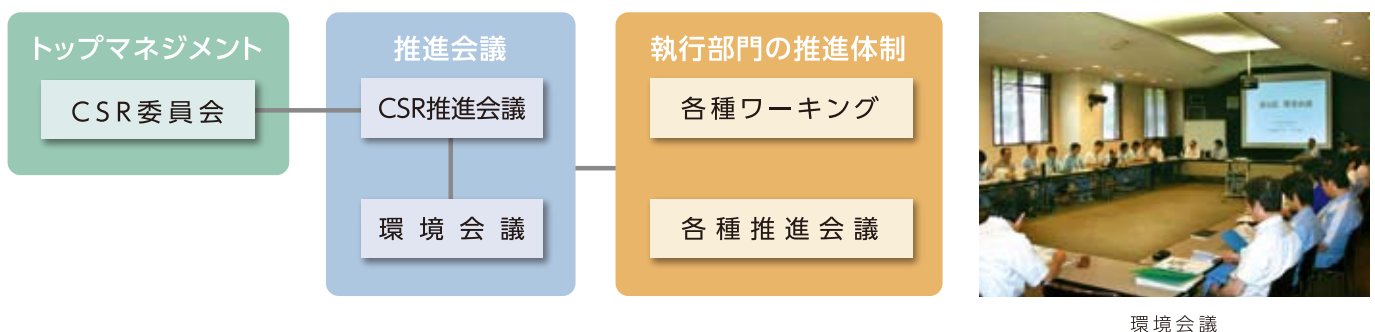 トップマネジメント
CSR委員会
推進会議
CSR推進会議
環境会議
執行部門の推進体制
各種ワーキング
各種推進会議
環境会議